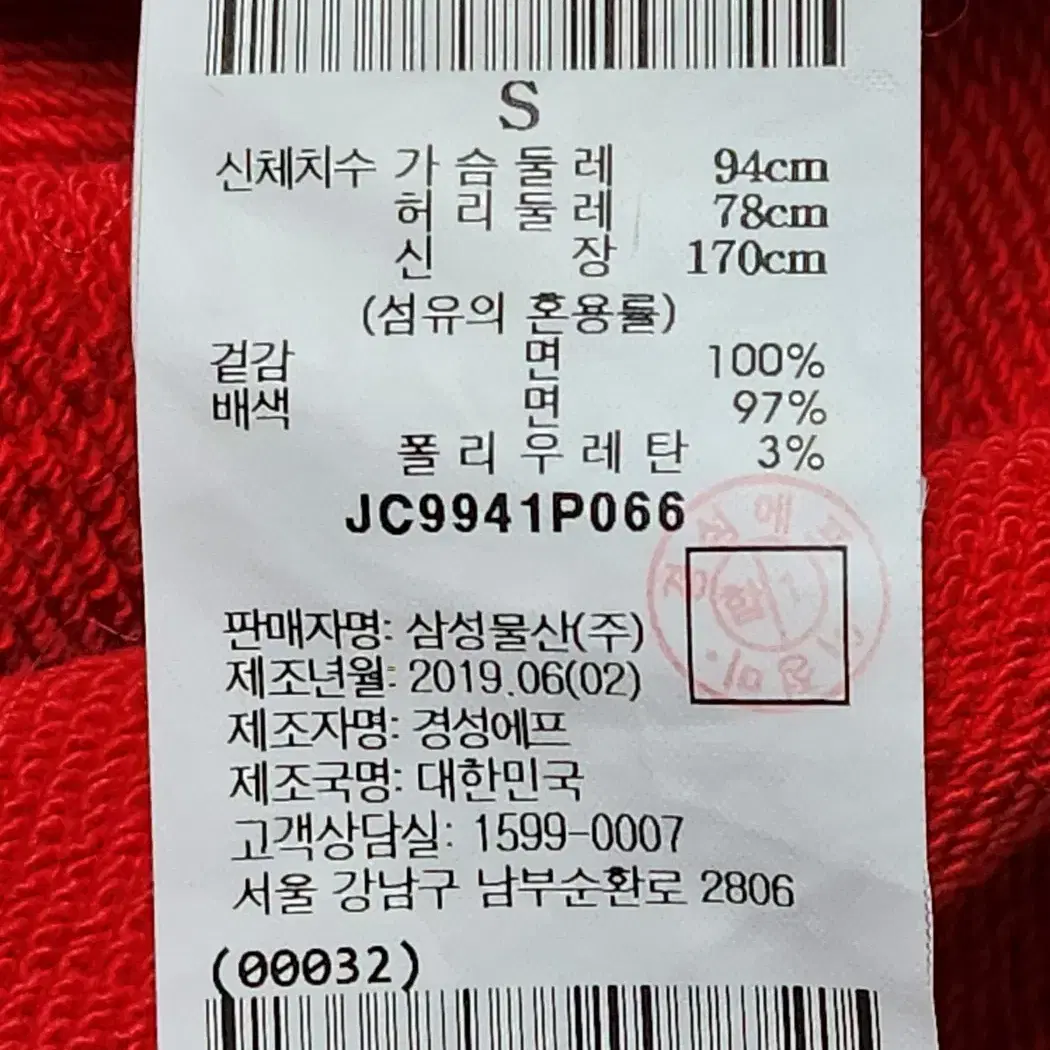 S
신체치수 가슴둘레 94cm
허리둘레 78cm
신장 170cm
(섬유의 혼용률)
겉감 면 100%
배색 면 97%
폴리우레탄 3%
JC9941P066
판매자명: 삼성물산(주)
제조년월: 2019.06(02)
제조자명: 경성에프
제조국명: 대한민국
고객상담실: 1599-0007
서울 강남구 남부순환로 2806
(00032)